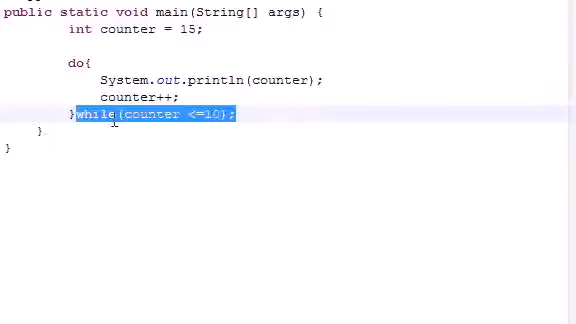 public static void main(String[] args) {
int counter = 15;
do{
System.out.println(counter);
counter++;
}while(counter <=10);
}
}